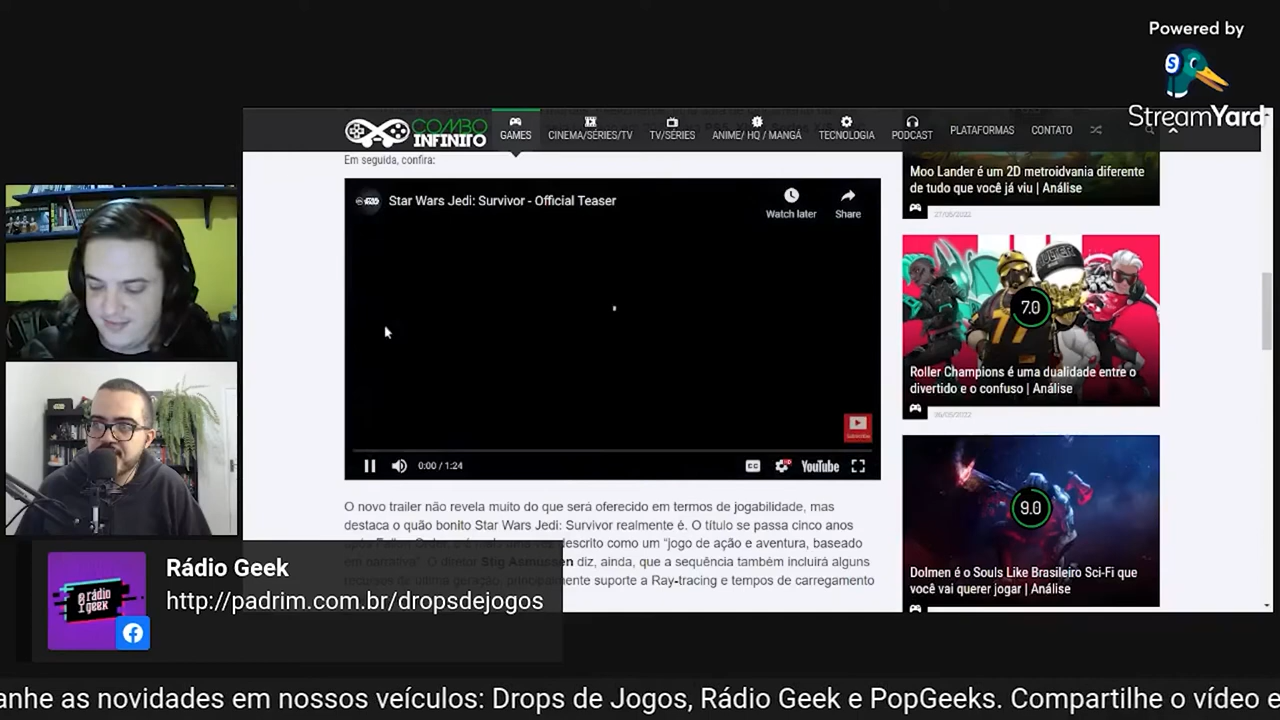 Powered by
StreamYard
COMBO
INFINITO
GAMES
CINEMA/SÉRIES/TV
TV/SÉRIES
ANIME/ HQ / MANGÁ
TECNOLOGIA
PODCAST
PLATAFORMAS
CONTATO
Em seguida, confira:
Star Wars Jedi: Survivor - Official Teaser
Watch later
Share
0:00 / 1:24
CC
YouTube
O novo trailer não revela muito do que será oferecido em termos de jogabilidade, mas
destaca o quão bonito Star Wars Jedi: Survivor realmente é. O título se passa cinco anos
descrito como um "jogo de ação e aventura, baseado
Stig Asmussen diz, ainda, que a sequência também incluirá alguns
suporte a Ray-tracing e tempos de carregamento
Moo Lander é um 2D metroidvania diferente
de tudo que você já viu | Análise
27/05/2022
7.0
Roller Champions é uma dualidade entre o
divertido e o confuso | Análise
9.0
Dolmen é o Souls Like Brasileiro Sci-Fi que
você vai querer jogar | Análise
rádio
geek
Rádio Geek
http://padrim.com.br/dropsdejogos
anhe as novidades em nossos veículos: Drops de Jogos, Rádio Geek e PopGeeks. Compartilhe o vídeo e